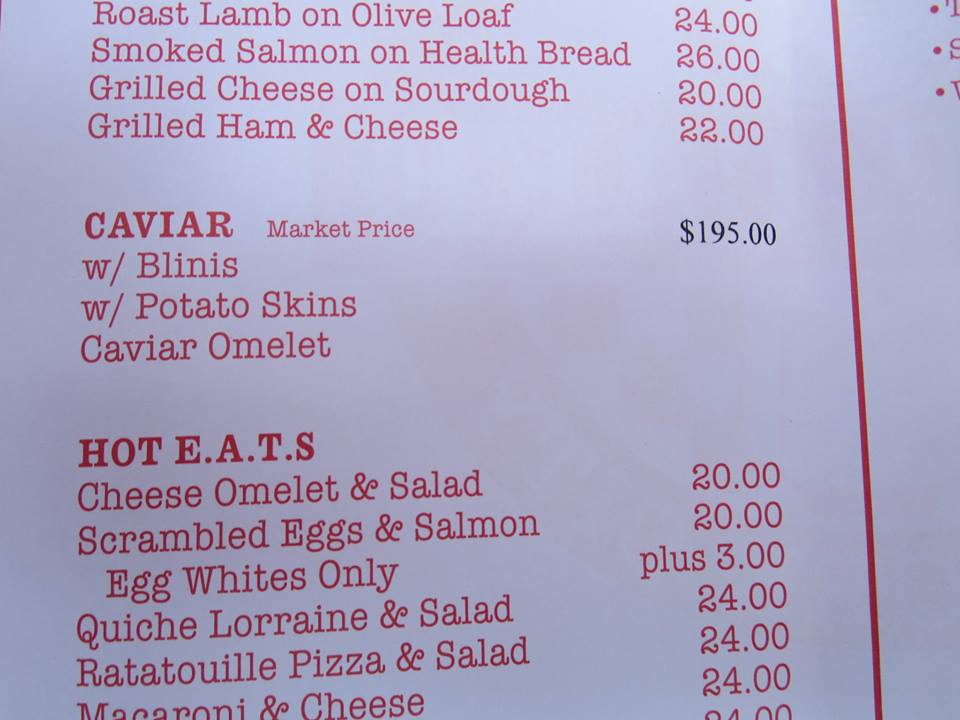 Roast Lamb on Olive Loaf 24.00
Smoked Salmon on Health Bread 26.00
Grilled Cheese on Sourdough 20.00
Grilled Ham & Cheese 22.00
CAVIAR Market Price $195.00
w/ Blinis
w/ Potato Skins
Caviar Omelet
HOT E.A.T.S
Cheese Omelet & Salad 20.00
Scrambled Eggs & Salmon 20.00
Egg Whites Only plus 3.00
Quiche Lorraine & Salad 24.00
Ratatouille Pizza & Salad 24.00
Macaroni & Cheese 24.00